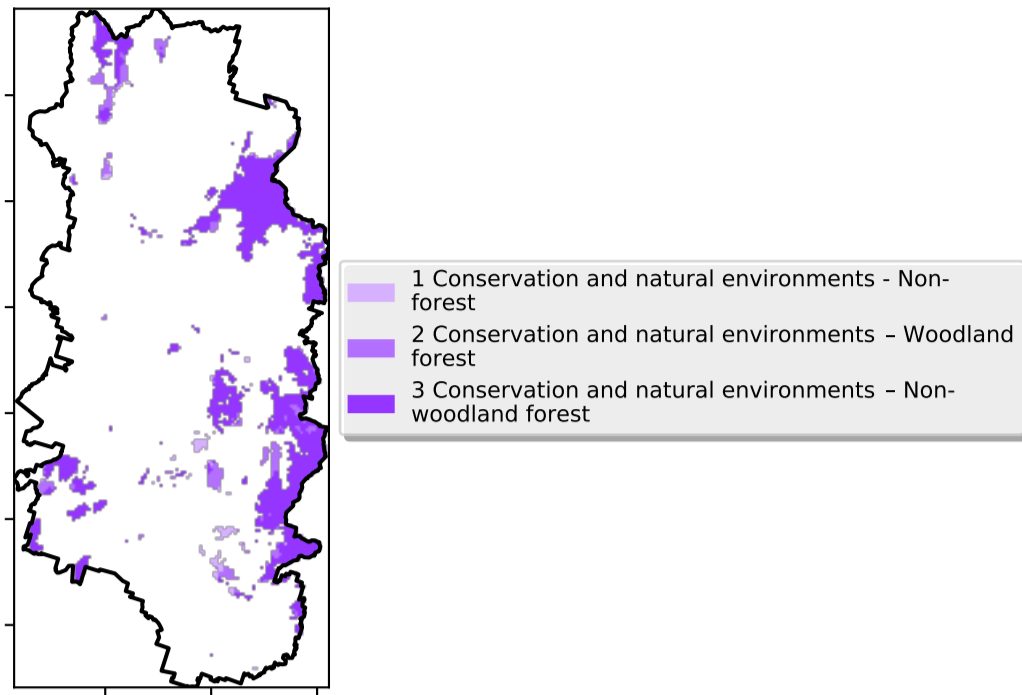 1 Conservation and natural environments - Non-
forest
2 Conservation and natural environments – Woodland
forest
3 Conservation and natural environments – Non-
woodland forest